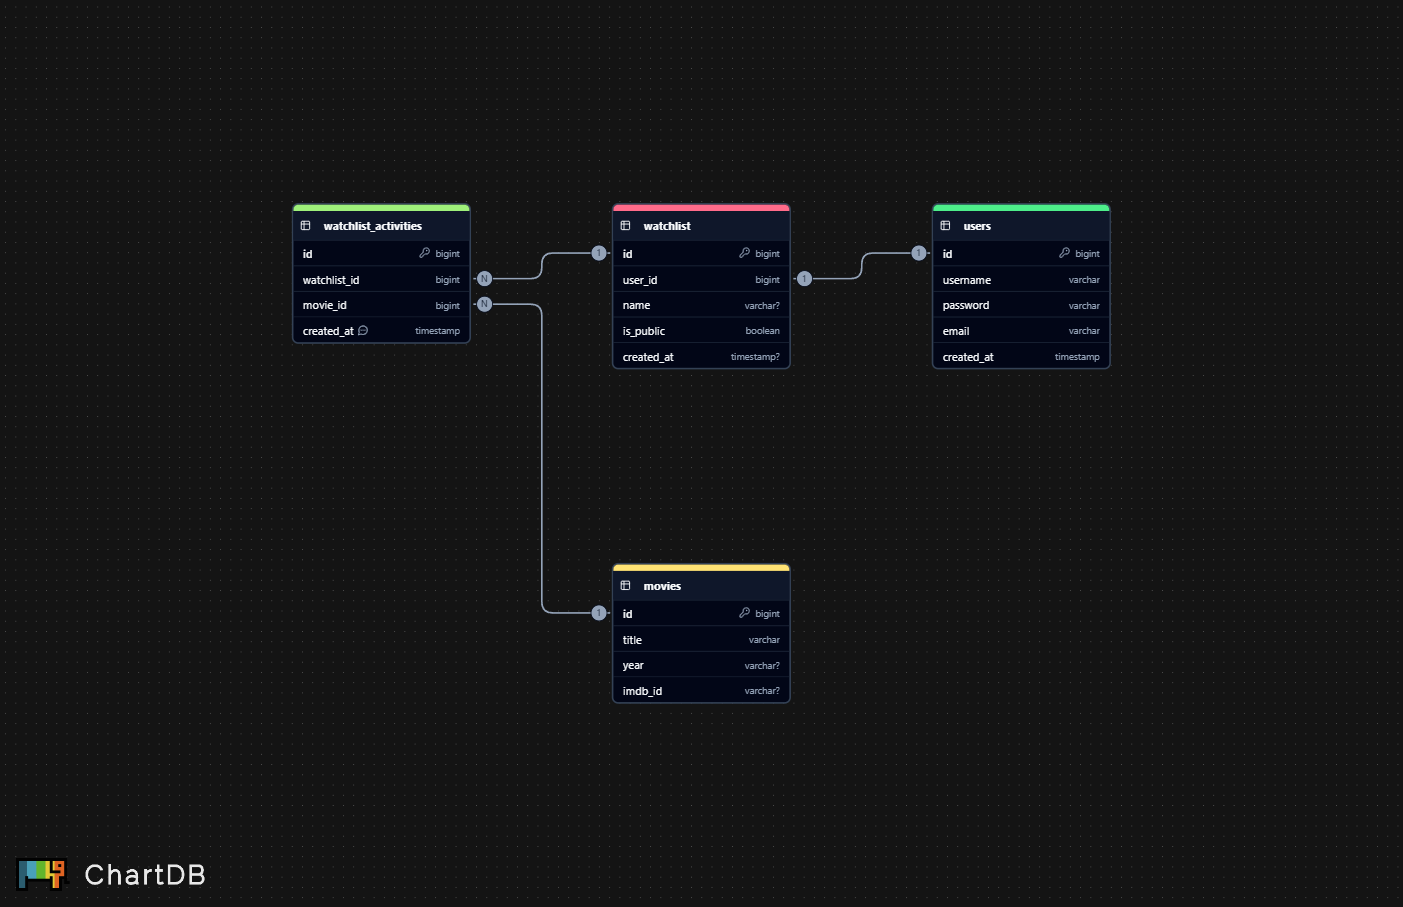 watchlist_activities
id bigint
watchlist_id bigint
movie_id bigint
created_at timestamp
N
N
watchlist
id bigint
user_id bigint
name varchar?
is_public boolean
created_at timestamp?
1
1
users
id bigint
username varchar
password varchar
email varchar
created_at timestamp
1
movies
id bigint
title varchar
year varchar?
imdb_id varchar?
1
ChartDB